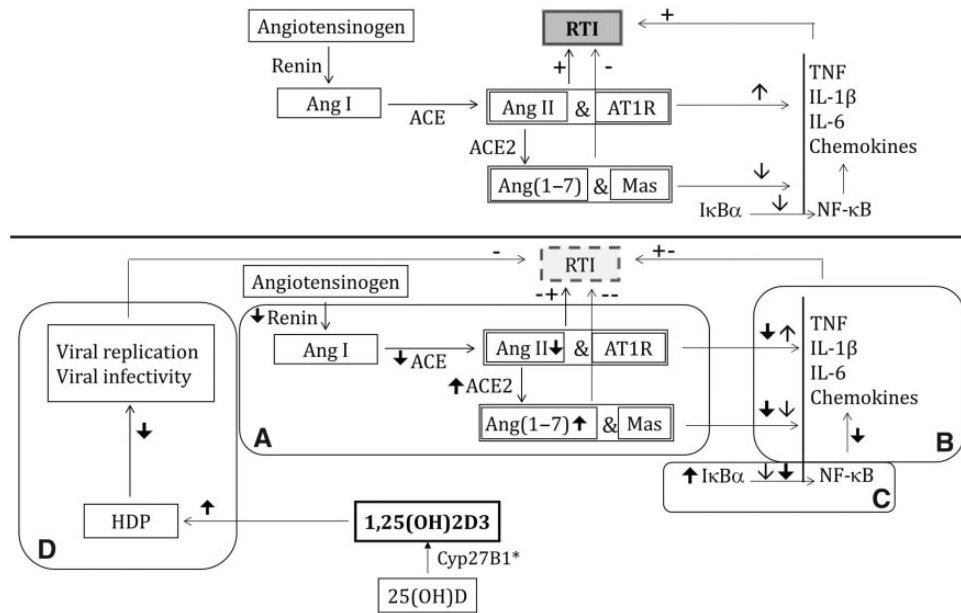 Angiotensinogen
RTI
+
Renin
+
-
TNF
Ang I
ACE
Ang II & AT1R
IL-1β
IL-6
ACE2
Chemokines
Ang(1–7) & Mas
IκBα
NF-κB
-
RTI
+-
Angiotensinogen
-+
--
Renin
TNF
Viral replication
Viral infectivity
Ang I
ACE
Ang II & AT1R
IL-1β
IL-6
ACE2
Chemokines
Ang(1–7) & Mas
A
B
IκBα
NF-κB
C
HDP
D
1,25(OH)2D3
Cyp27B1*
25(OH)D